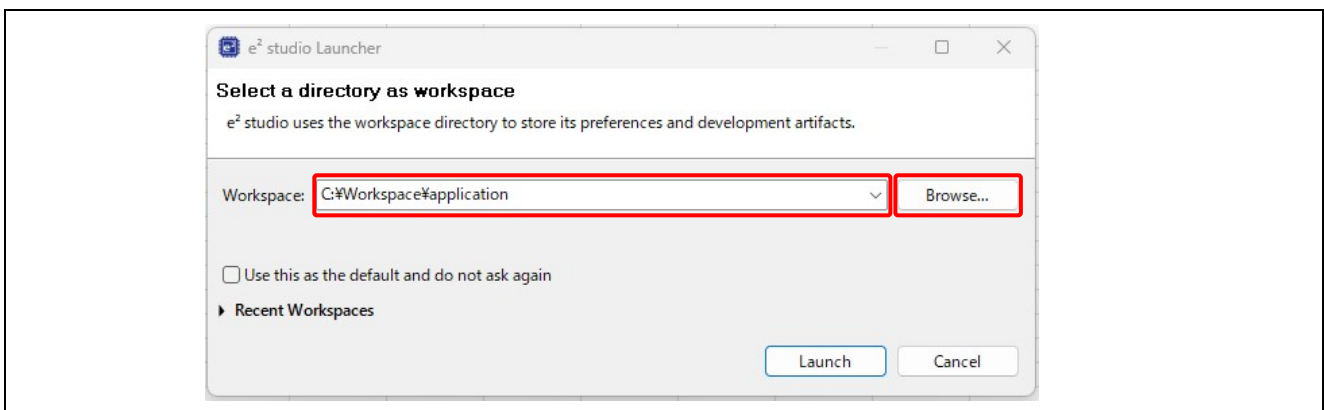 e² studio Launcher
Select a directory as workspace
e² studio uses the workspace directory to store its preferences and development artifacts.
Workspace: C:¥Workspace¥application Browse...
Use this as the default and do not ask again
Recent Workspaces
Launch Cancel